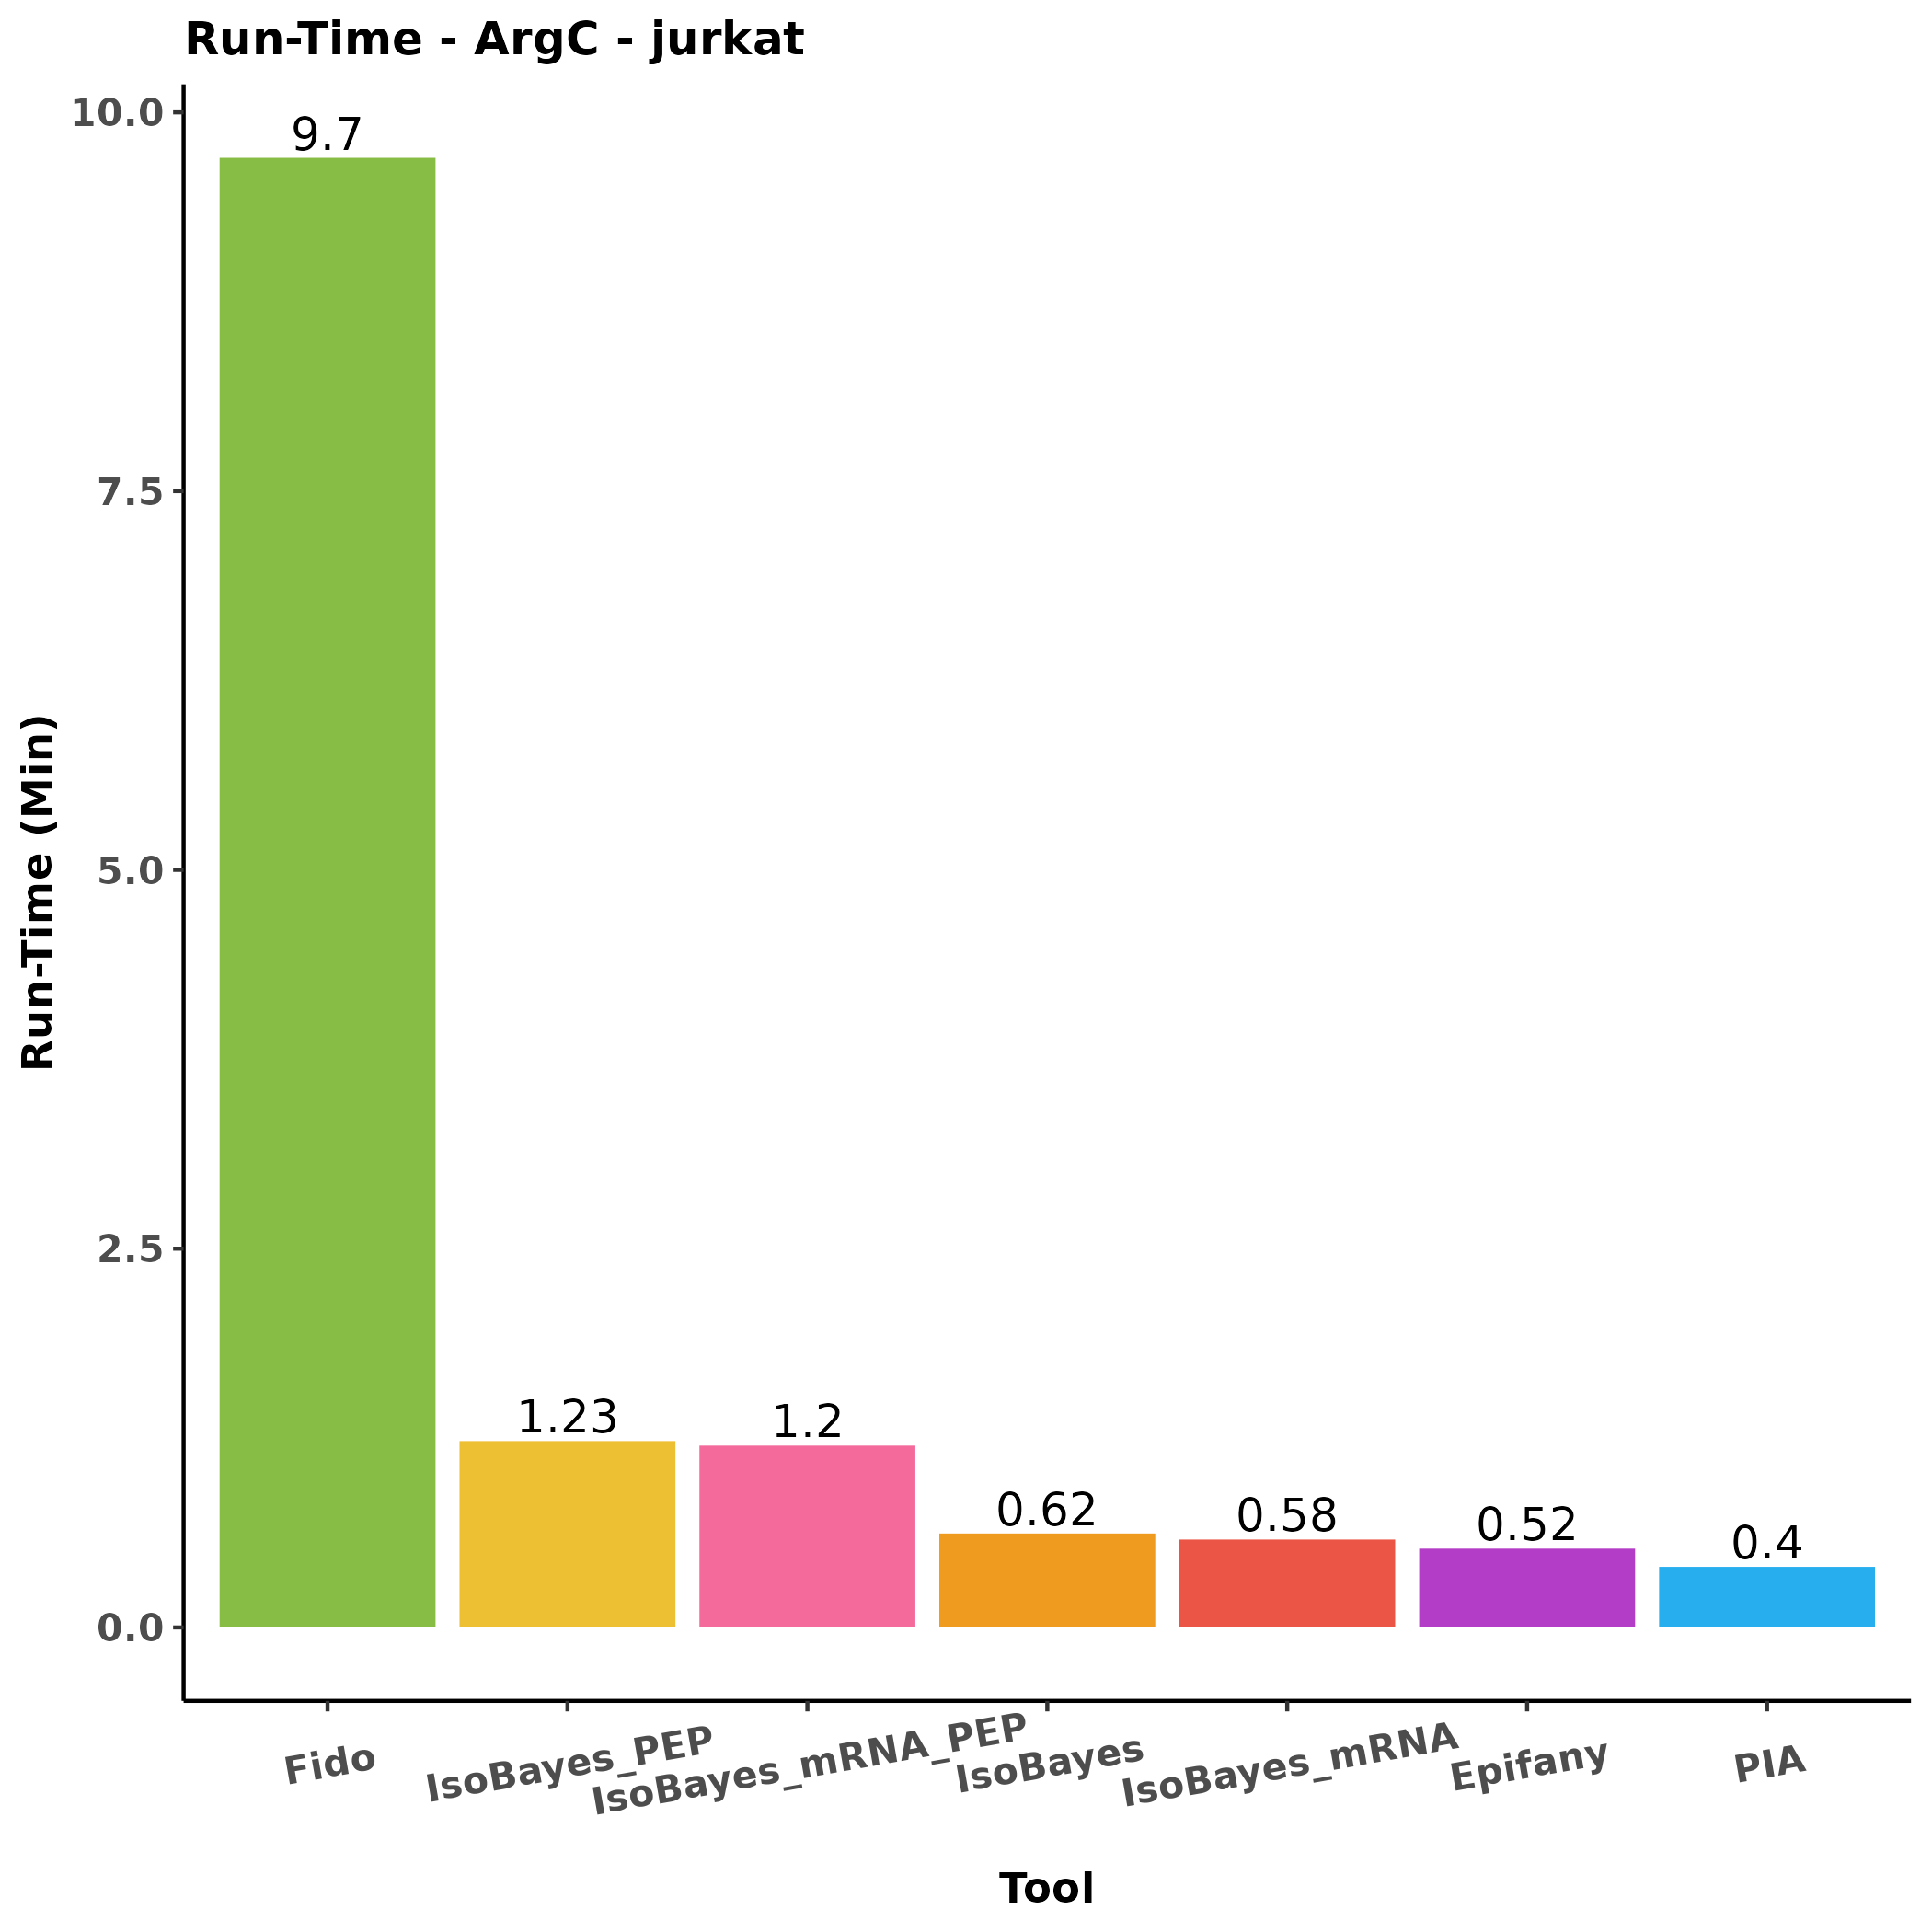 Run-Time - ArgC - jurkat
Run-Time (Min)
10.0
7.5
5.0
2.5
0.0
9.7
1.23
1.2
0.62
0.58
0.52
0.4
Fido
IsoBayes_PEP
IsoBayes_mRNA_PEP
IsoBayes
IsoBayes_mRNA
Epifany
PIA
Tool